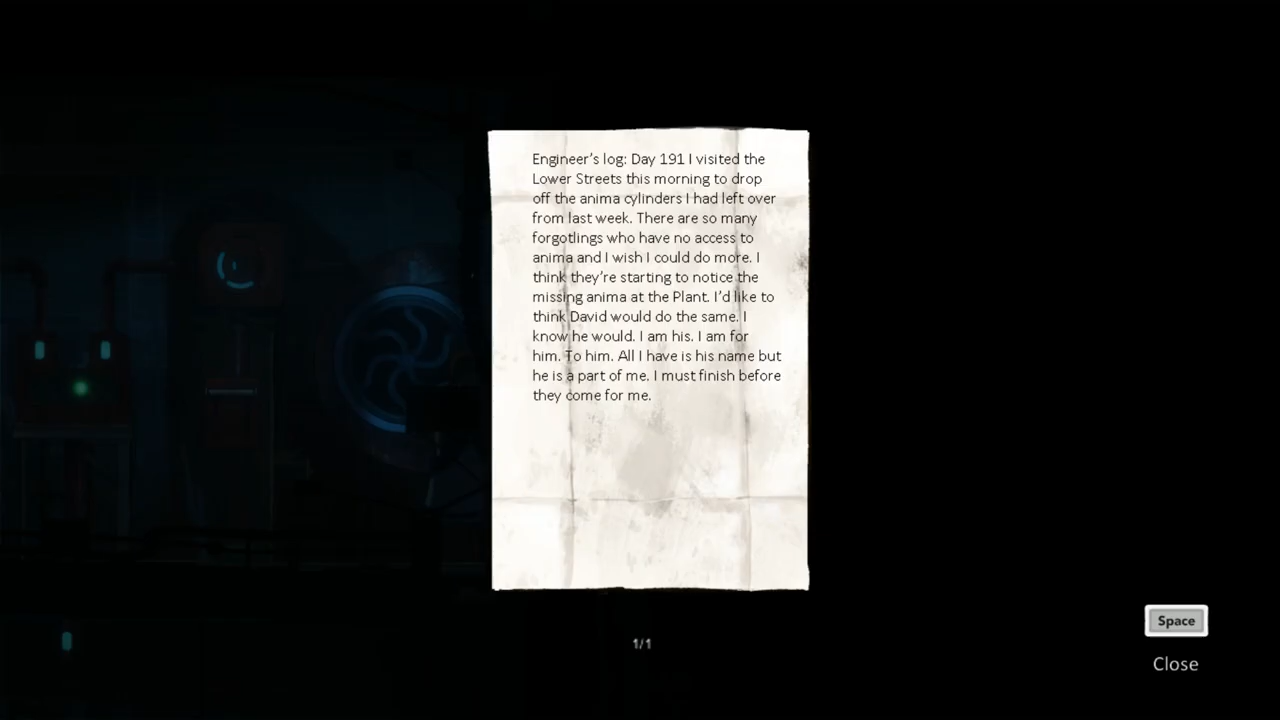 Engineer's log: Day 191 I visited the
Lower Streets this morning to drop
off the anima cylinders I had left over
from last week. There are so many
forgotlings who have no access to
anima and I wish I could do more. I
think they're starting to notice the
missing anima at the Plant. I'd like to
think David would do the same. I
know he would. I am his. I am for
him. To him. All I have is his name but
he is a part of me. I must finish before
they come for me.
1/1
Space
Close